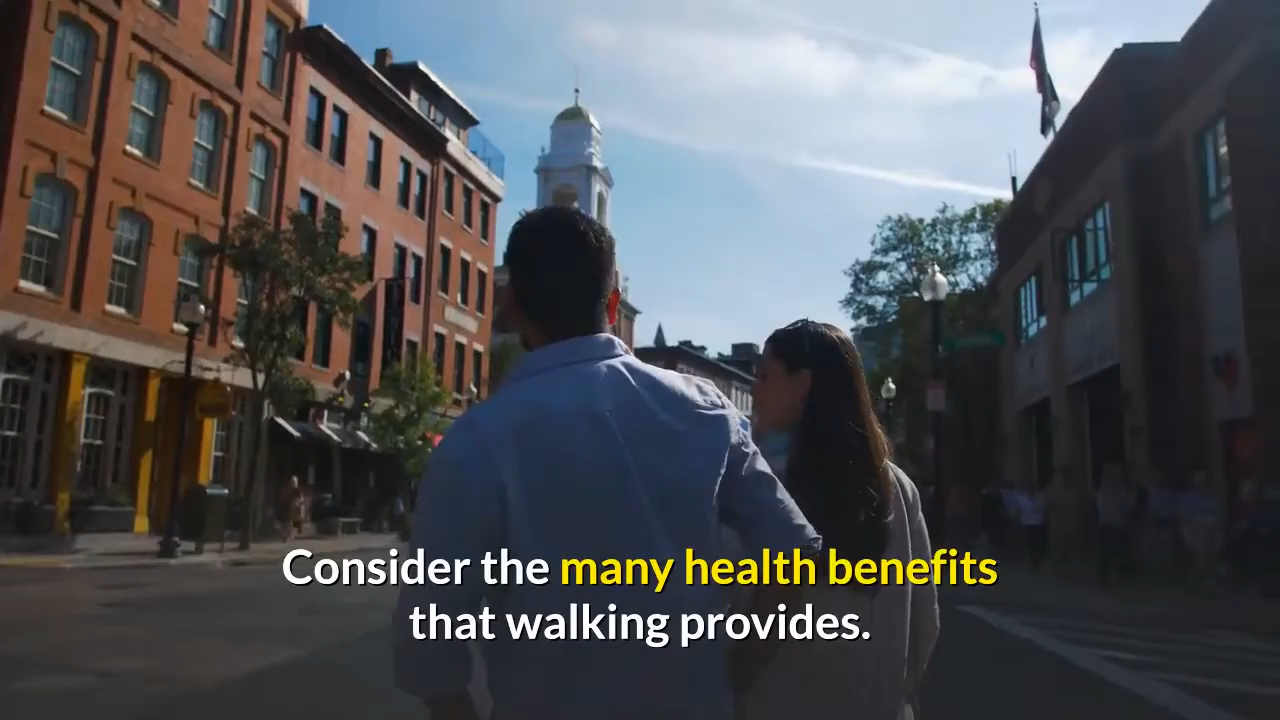 Consider the many health benefits
that walking provides.